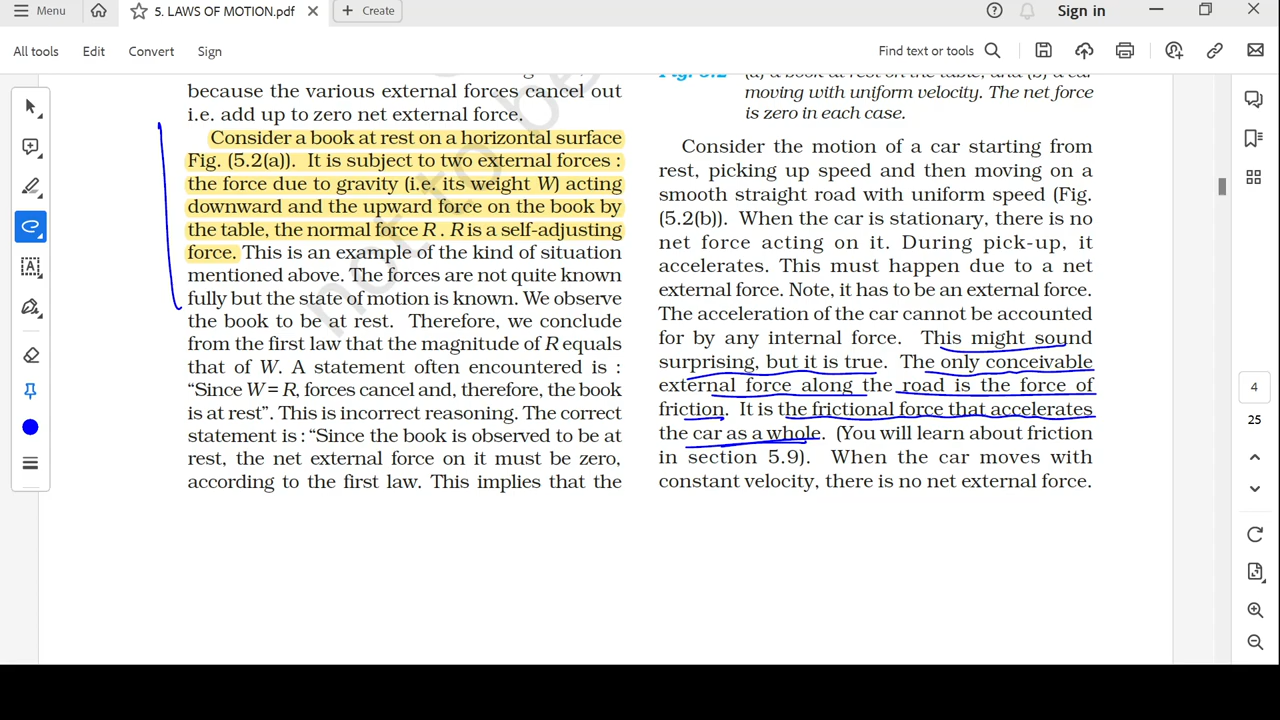 Menu
5. LAWS OF MOTION.pdf
Create
Sign in
All tools
Edit
Convert
Sign
Find text or tools
because the various external forces cancel out
i.e. add up to zero net external force.
Consider a book at rest on a horizontal surface
Fig. (5.2(a)). It is subject to two external forces :
the force due to gravity (i.e. its weight W) acting
downward and the upward force on the book by
the table, the normal force R . R is a self-adjusting
force. This is an example of the kind of situation
mentioned above. The forces are not quite known
fully but the state of motion is known. We observe
the book to be at rest. Therefore, we conclude
from the first law that the magnitude of R equals
that of W. A statement often encountered is :
“Since W = R, forces cancel and, therefore, the book
is at rest”. This is incorrect reasoning. The correct
statement is : “Since the book is observed to be at
rest, the net external force on it must be zero,
according to the first law. This implies that the
Fig. 5.2 (a) a book at rest on the table, and (b) a car
moving with uniform velocity. The net force
is zero in each case.
Consider the motion of a car starting from
rest, picking up speed and then moving on a
smooth straight road with uniform speed (Fig.
(5.2(b)). When the car is stationary, there is no
net force acting on it. During pick-up, it
accelerates. This must happen due to a net
external force. Note, it has to be an external force.
The acceleration of the car cannot be accounted
for by any internal force. This might sound
surprising, but it is true. The only conceivable
external force along the road is the force of
friction. It is the frictional force that accelerates
the car as a whole. (You will learn about friction
in section 5.9). When the car moves with
constant velocity, there is no net external force.
not to be
4
25